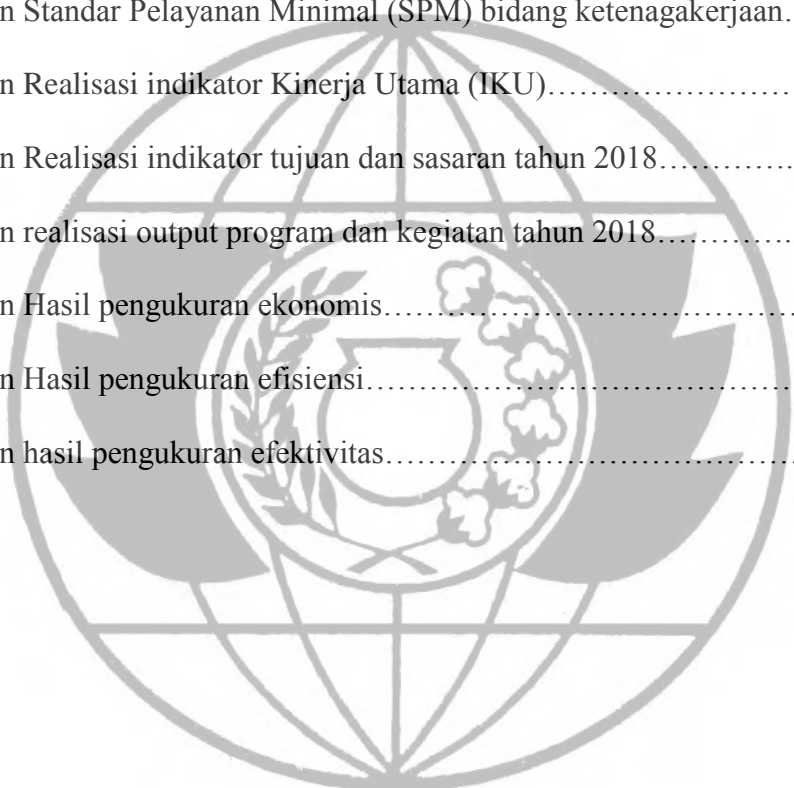 n Standar Pelayanan Minimal (SPM) bidang ketenagakerjaan.
n Realisasi indikator Kinerja Utama (IKU)……………………
n Realisasi indikator tujuan dan sasaran tahun 2018…………..
n realisasi output program dan kegiatan tahun 2018…………..
n Hasil pengukuran ekonomis………………………………….
n Hasil pengukuran efisiensi…………………………………….
n hasil pengukuran efektivitas………………………………….